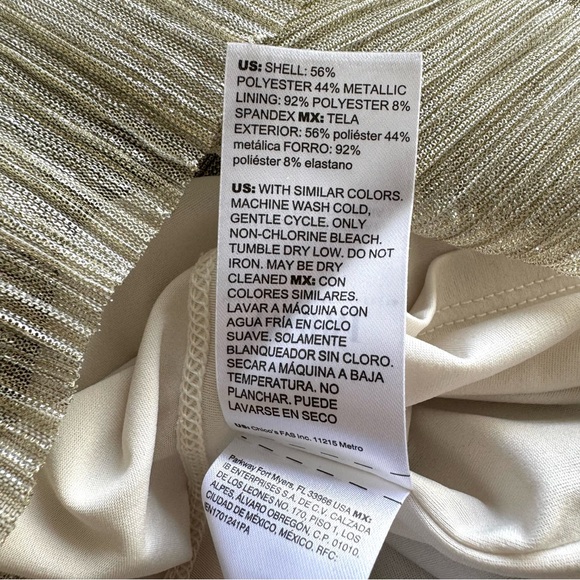 US: SHELL: 56%
POLYESTER 44% METALLIC
LINING: 92% POLYESTER 8%
SPANDEX MX: TELA
EXTERIOR: 56% poliéster 44%
metálica FORRO: 92%
poliéster 8% elastano
US: WITH SIMILAR COLORS.
MACHINE WASH COLD,
GENTLE CYCLE. ONLY
NON-CHLORINE BLEACH.
TUMBLE DRY LOW. DO NOT
IRON. MAY BE DRY
CLEANED MX: CON
COLORES SIMILARES.
LAVAR A MÁQUINA CON
AGUA FRÍA EN CICLO
SUAVE. SOLAMENTE
BLANQUEADOR SIN CLORO.
SECAR A MÁQUINA A BAJA
TEMPERATURA. NO
PLANCHAR. PUEDE
LAVARSE EN SECO
US: Chico's FAS inc. 11215 Metro
Parkway Fort Myers, FL 33966 USA MX:
IB ENTERPRISES S.A. DE C.V. CALZADA
DE LOS LEONES NO. 170, PISO 1, LOS
ALPES, ÁLVARO OBREGÓN, C.P. 01010.
CIUDAD DE MÉXICO, MÉXICO, RFC:
EN1701241PA